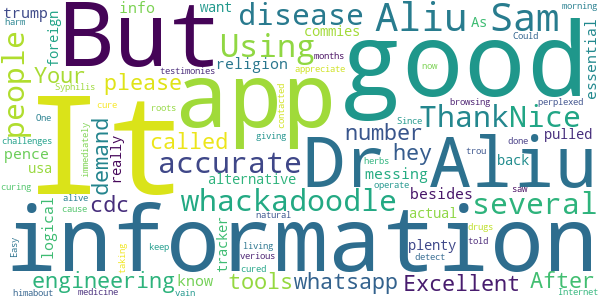 trump
info
But
disease
Aliu
Sam
good
want
As
commies
foreign
harm
morning
Could
essential
Using
app
religion
people
Your
please
testimonies
months
appreciate
now
browsing
perplexed
Syphilis
cure
roots
contacted
Since
One
It
demand
called
number
hey
Thank
Nice
challenges
immediately
really
accurate
giving
Dr
Aliu
done
operate
pulled
pence
usa
curing
alternative
messing
back
herbs
saw
trou
cdc
whackadoodle
besides
actual
several
alive
cause
logical
information
tracker
natural
living
verious
cured
keep
plenty
told
drugs
detect
Easy
engineering
know
tools
whatsapp
Excellent
After
himabout
medicine
vain
taking
Internet